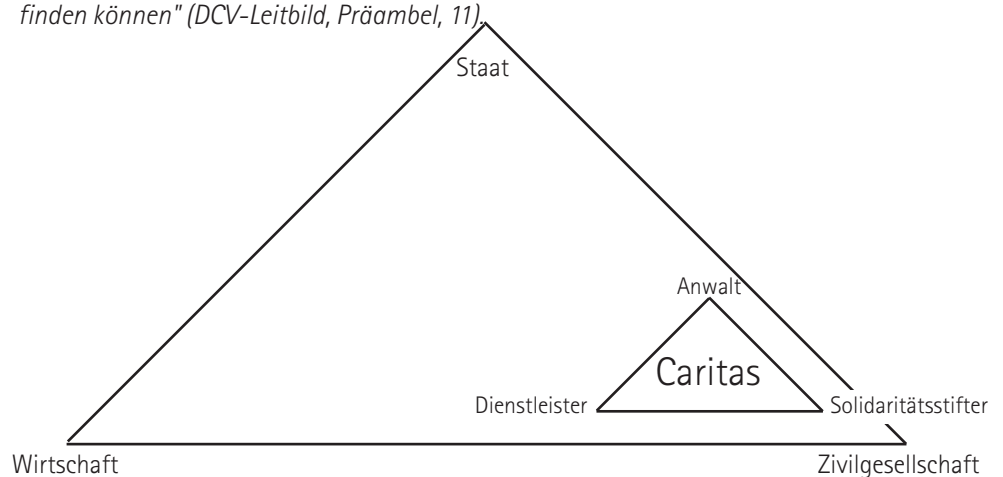 finden können" (DCV-Leitbild, Präambel, 11).
Staat
Anwalt
Caritas
Dienstleister
Solidaritätsstifter
Wirtschaft
Zivilgesellschaft